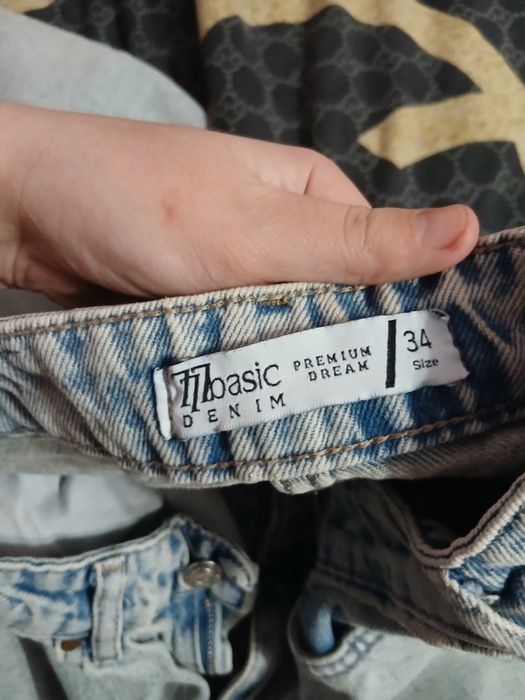 77basic
DENIM
PREMIUM
DREAM
34
Size